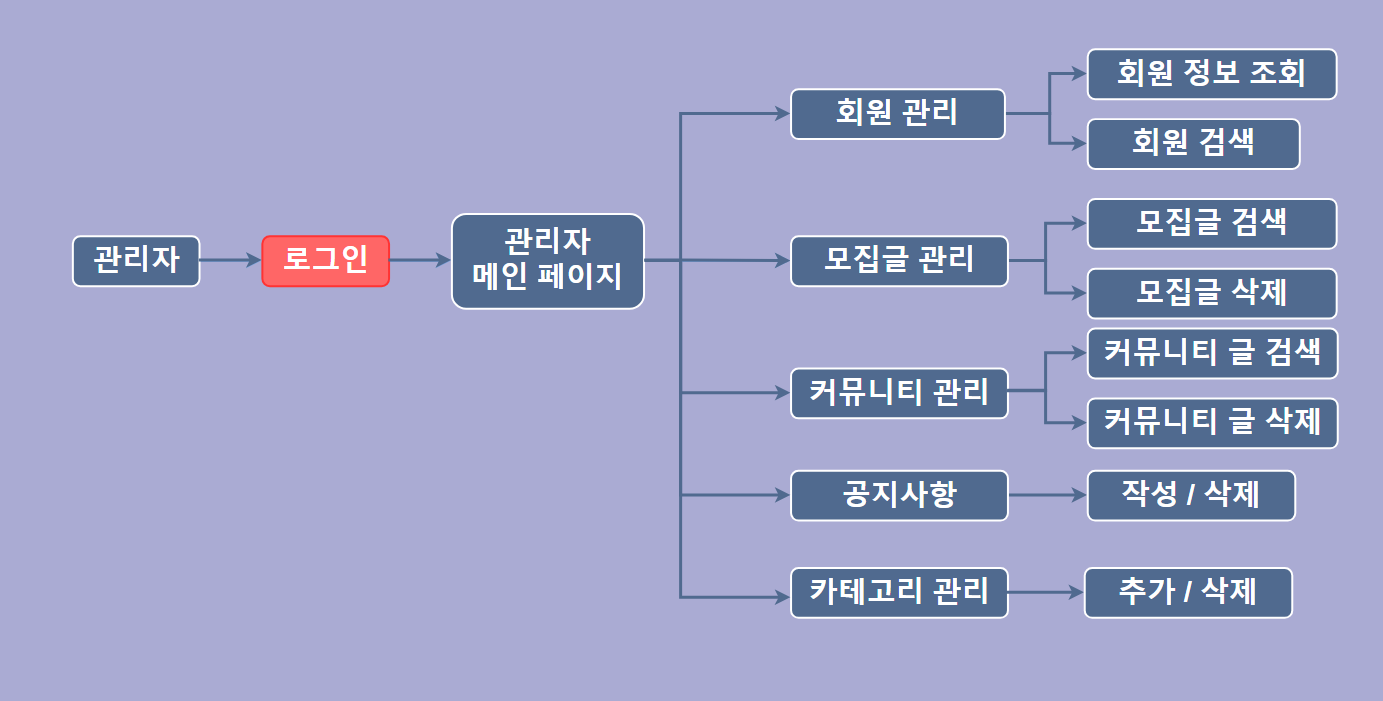 관리자
로그인
관리자
메인 페이지
회원 관리
회원 정보 조회
회원 검색
모집글 관리
모집글 검색
모집글 삭제
커뮤니티 관리
커뮤니티 글 검색
커뮤니티 글 삭제
공지사항
작성 / 삭제
카테고리 관리
추가 / 삭제